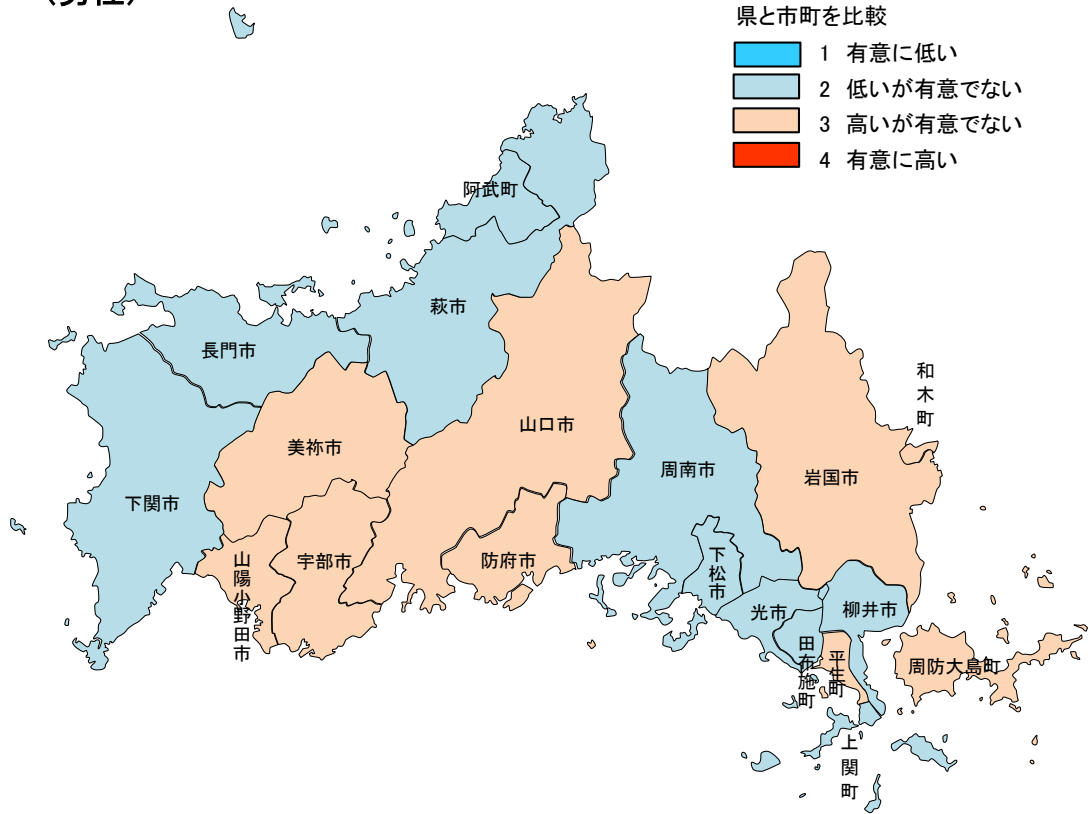 （男性）
県と市町を比較
1 有意に低い
2 低いが有意でない
3 高いが有意でない
4 有意に高い
阿武町
萩市
長門市
和木町
山口市
美祢市
周南市
岩国市
下関市
宇部市
防府市
山陽小野田市
下松市
光市
柳井市
田布施町
平生町
周防大島町
上関町